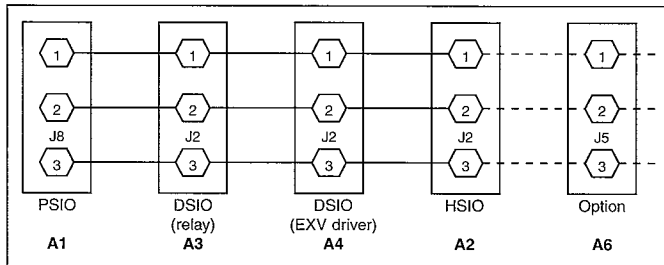 1 1 1 1 1
2 2 2 2 2
J8 J2 J2 J2 J5
3 3 3 3 3
PSIO DSIO DSIO HSIO Option
(relay) (EXV driver)
A1 A3 A4 A2 A6